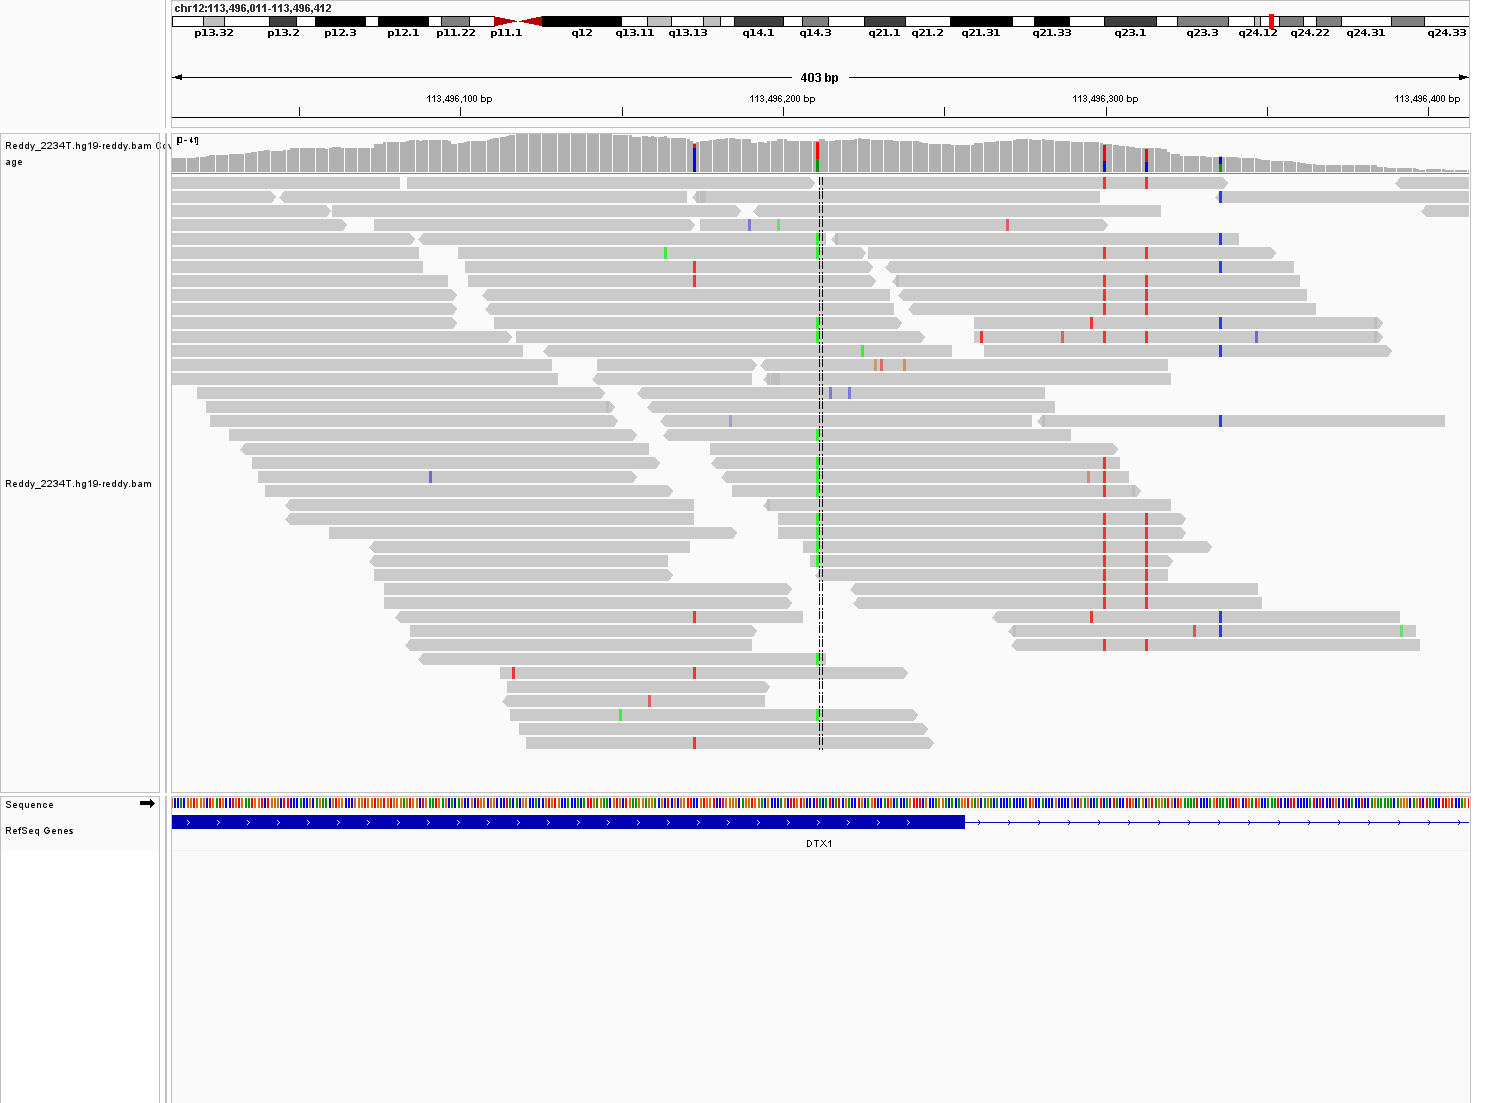 chr12:113,496,011-113,496,412
p13.32 p13.2 p12.3 p12.1 p11.22 p11.1 q12 q13.11 q13.13 q14.1 q14.3 q21.1 q21.2 q21.31 q21.33 q23.1 q23.3 q24.12 q24.22 q24.31 q24.33
403 bp
113,496,100 bp 113,496,200 bp 113,496,300 bp 113,496,400 bp
Reddy_2234T.hg19-reddy.bam Cov
age
[0 - 41]
Reddy_2234T.hg19-reddy.bam
Sequence
RefSeq Genes
DTX1